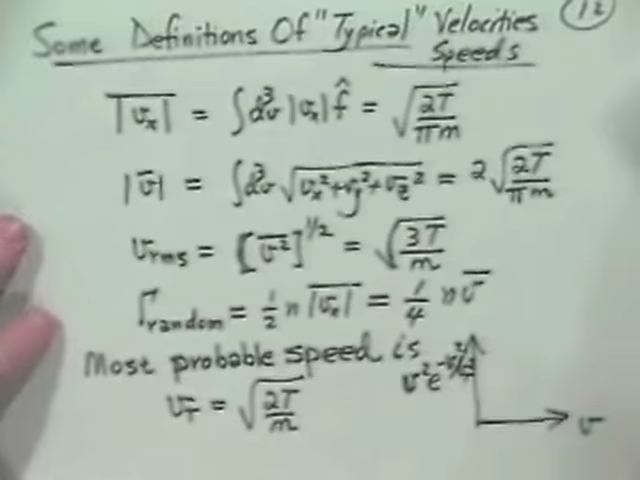 12
Some Definitions Of "Typical" Velocities
Speeds
|v_x| = ∫d³v |v_x| f̂ = √(2T/πm)
|v̄| = ∫d³v √(v_x²+v_y²+v_z²) = 2√(2T/πm)
v_rms = [v̄²]^1/2 = √(3T/m)
Γ_random = 1/2 n |v_x| = 1/4 n v̄
Most probable speed is
v_T = √(2T/m)
v